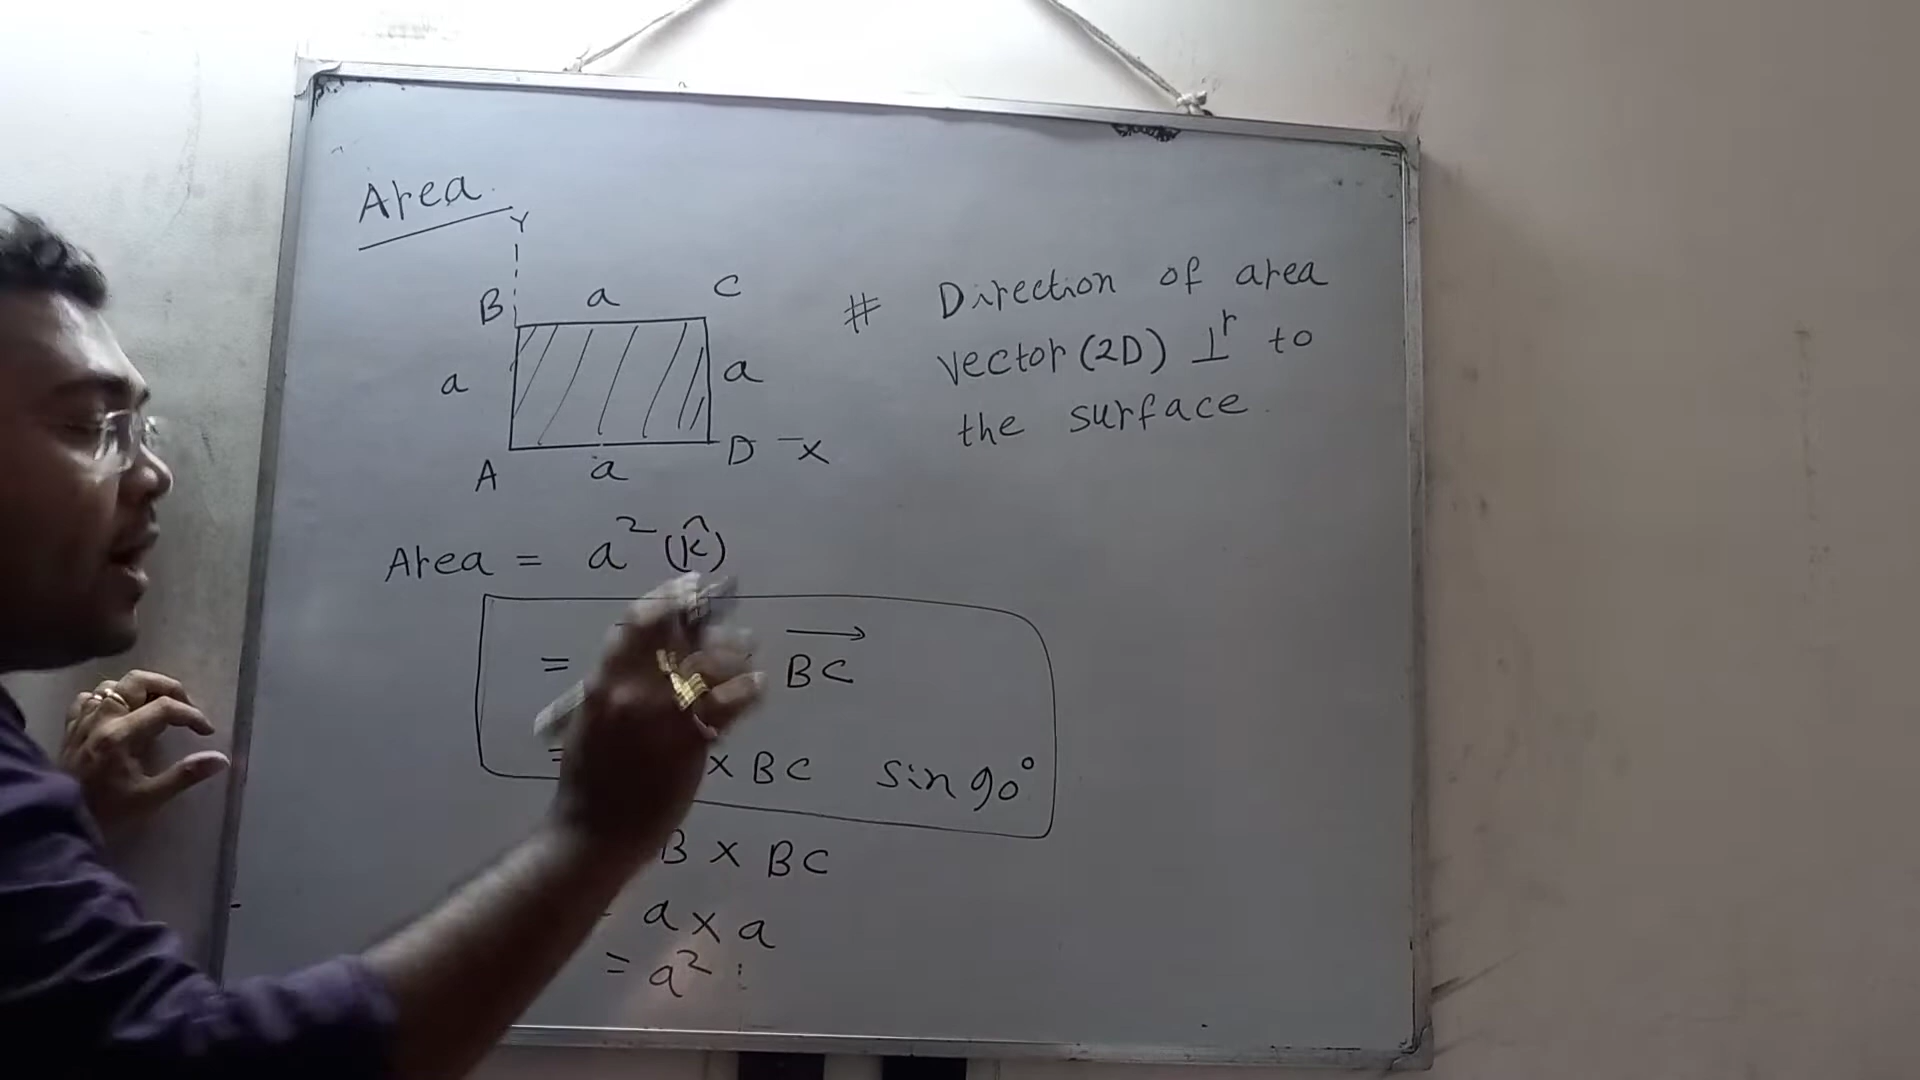 Area.
Y
B a C
a a
A a D X
# Direction of area
vector (2D) ⊥r to
the surface.
Area = a² (k̂)
= × BC→
= × BC sin 90°
B × BC
= a × a
= a²